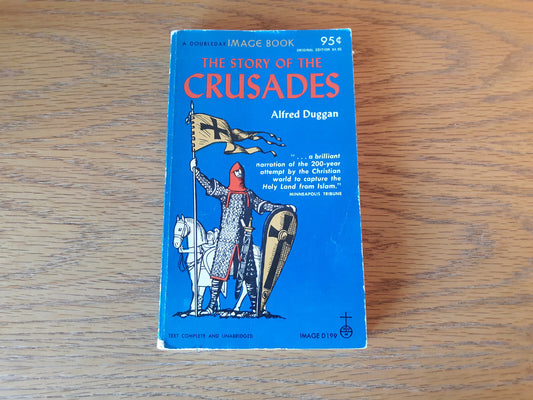 A DOUBLEDAY IMAGE BOOK 95¢
ORIGINAL EDITION $4.95
THE STORY OF THE
CRUSADES
Alfred Duggan
"... a brilliant
narration of the 200-year
attempt by the Christian
world to capture the
Holy Land from Islam."
MINNEAPOLIS TRIBUNE
TEXT COMPLETE AND UNABRIDGED
IMAGE D199